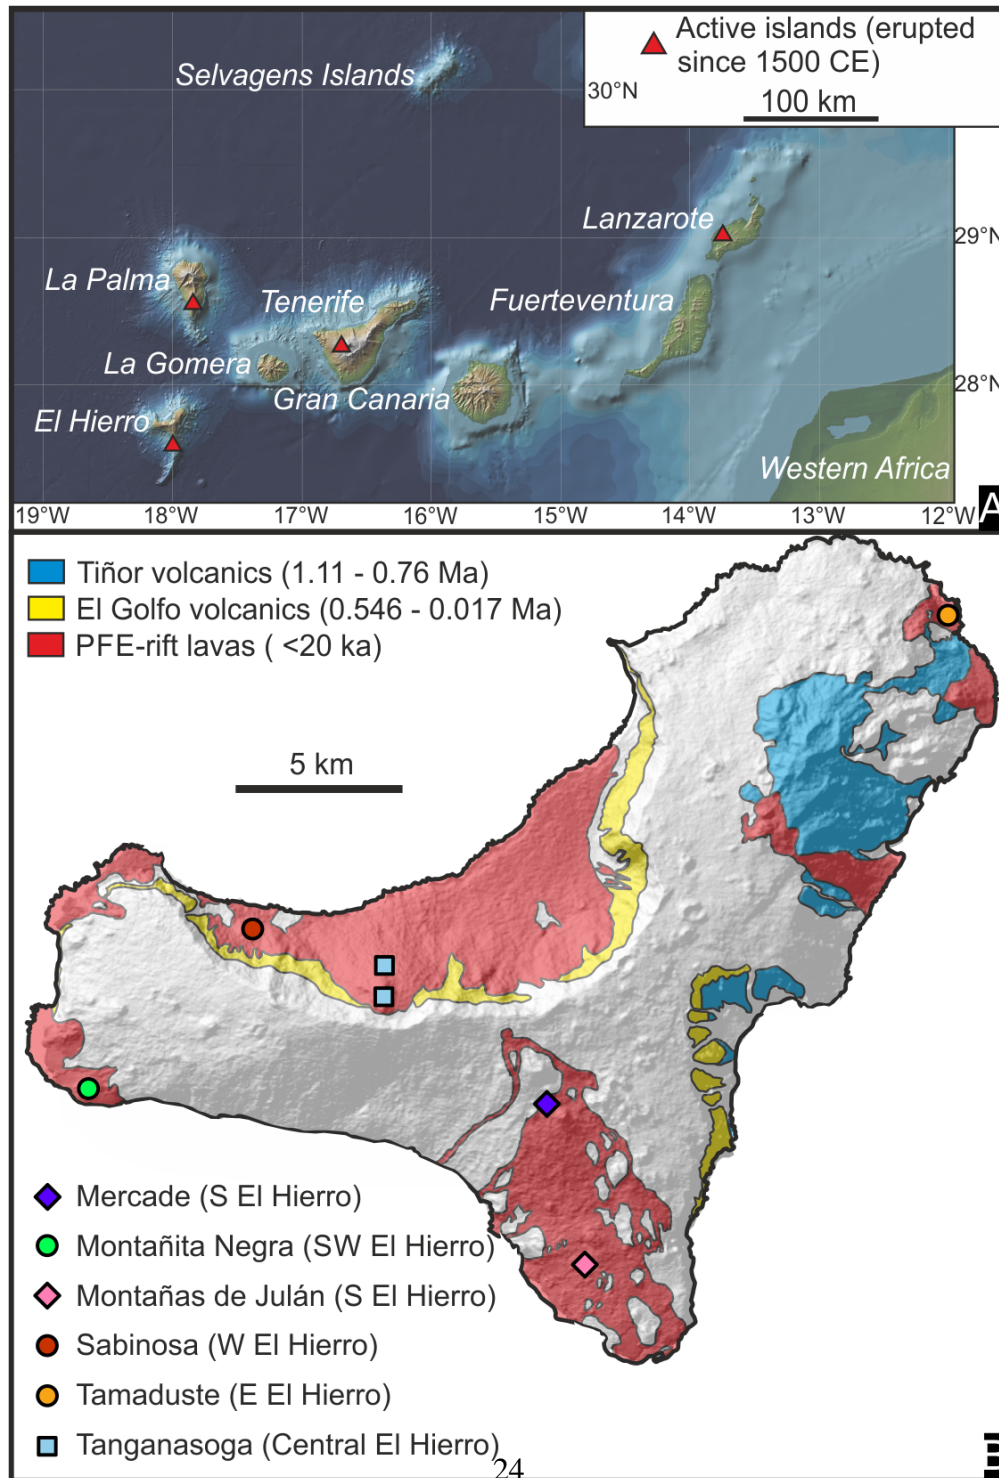 Active islands (erupted
since 1500 CE)
30°N
100 km
Selvagens Islands
Lanzarote
29°N
La Palma
Tenerife
Fuerteventura
La Gomera
28°N
Gran Canaria
El Hierro
Western Africa
19°W 18°W 17°W 16°W 15°W 14°W 13°W 12°W A
Tiñor volcanics (1.11 - 0.76 Ma)
El Golfo volcanics (0.546 - 0.017 Ma)
PFE-rift lavas ( <20 ka)
5 km
Mercade (S El Hierro)
Montañita Negra (SW El Hierro)
Montañas de Julán (S El Hierro)
Sabinosa (W El Hierro)
Tamaduste (E El Hierro)
Tanganasoga (Central El Hierro)
24